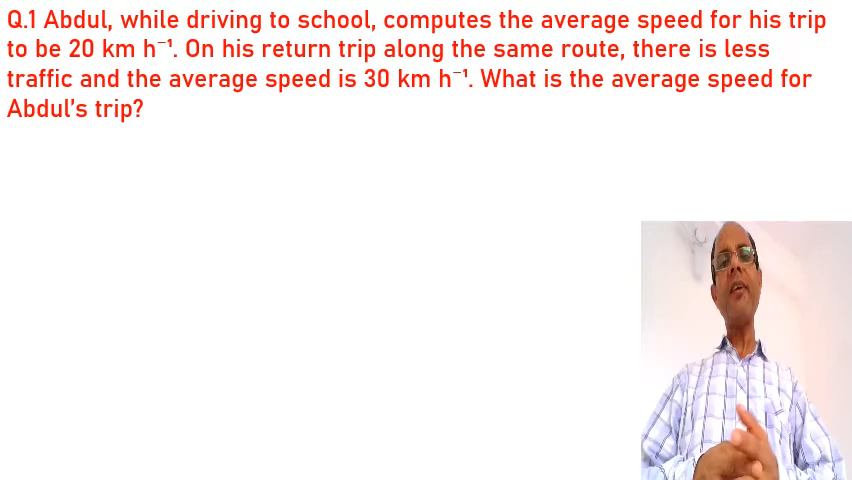 Q.1 Abdul, while driving to school, computes the average speed for his trip
to be 20 km h⁻¹. On his return trip along the same route, there is less
traffic and the average speed is 30 km h⁻¹. What is the average speed for
Abdul’s trip?